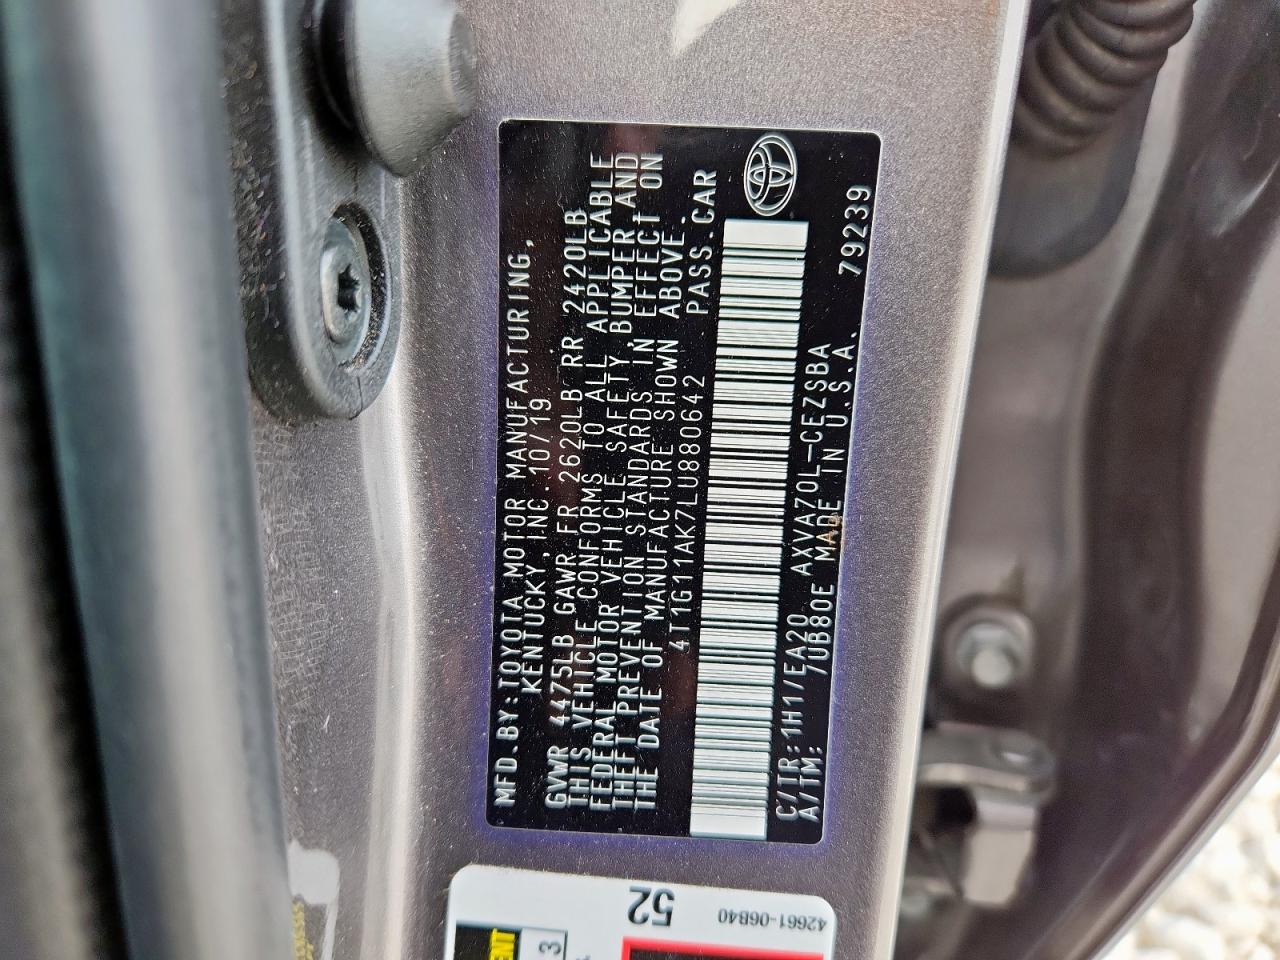 MFD.BY:TOYOTA MOTOR MANUFACTURING,
KENTUCKY, INC. 10/19
GVWR 4475LB GAWR FR 2620LB RR 2420LB
THIS VEHICLE CONFORMS TO ALL APPLICABLE
FEDERAL MOTOR VEHICLE SAFETY, BUMPER AND
THEFT PREVENTION STANDARDS IN EFFECT ON
THE DATE OF MANUFACTURE SHOWN ABOVE.
4T1G11AK7LU880642 PASS.CAR
C/TR:1H1/EA20 AXVA70L-CEZSBA
A/TM: /UB80E MADE IN U.S.A. 79239
52
42661-06B40
3